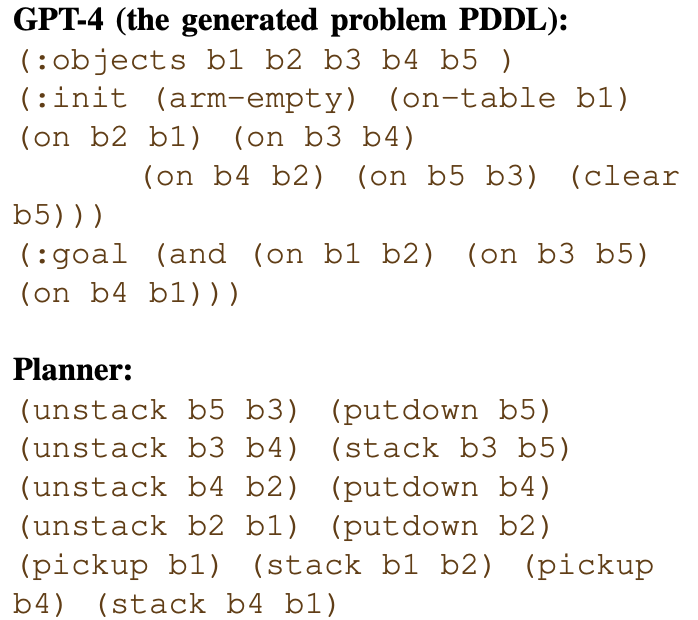 GPT-4 (the generated problem PDDL):
(:objects b1 b2 b3 b4 b5 )
(:init (arm-empty) (on-table b1)
(on b2 b1) (on b3 b4)
(on b4 b2) (on b5 b3) (clear
b5)))
(:goal (and (on b1 b2) (on b3 b5)
(on b4 b1)))
Planner:
(unstack b5 b3) (putdown b5)
(unstack b3 b4) (stack b3 b5)
(unstack b4 b2) (putdown b4)
(unstack b2 b1) (putdown b2)
(pickup b1) (stack b1 b2) (pickup
b4) (stack b4 b1)